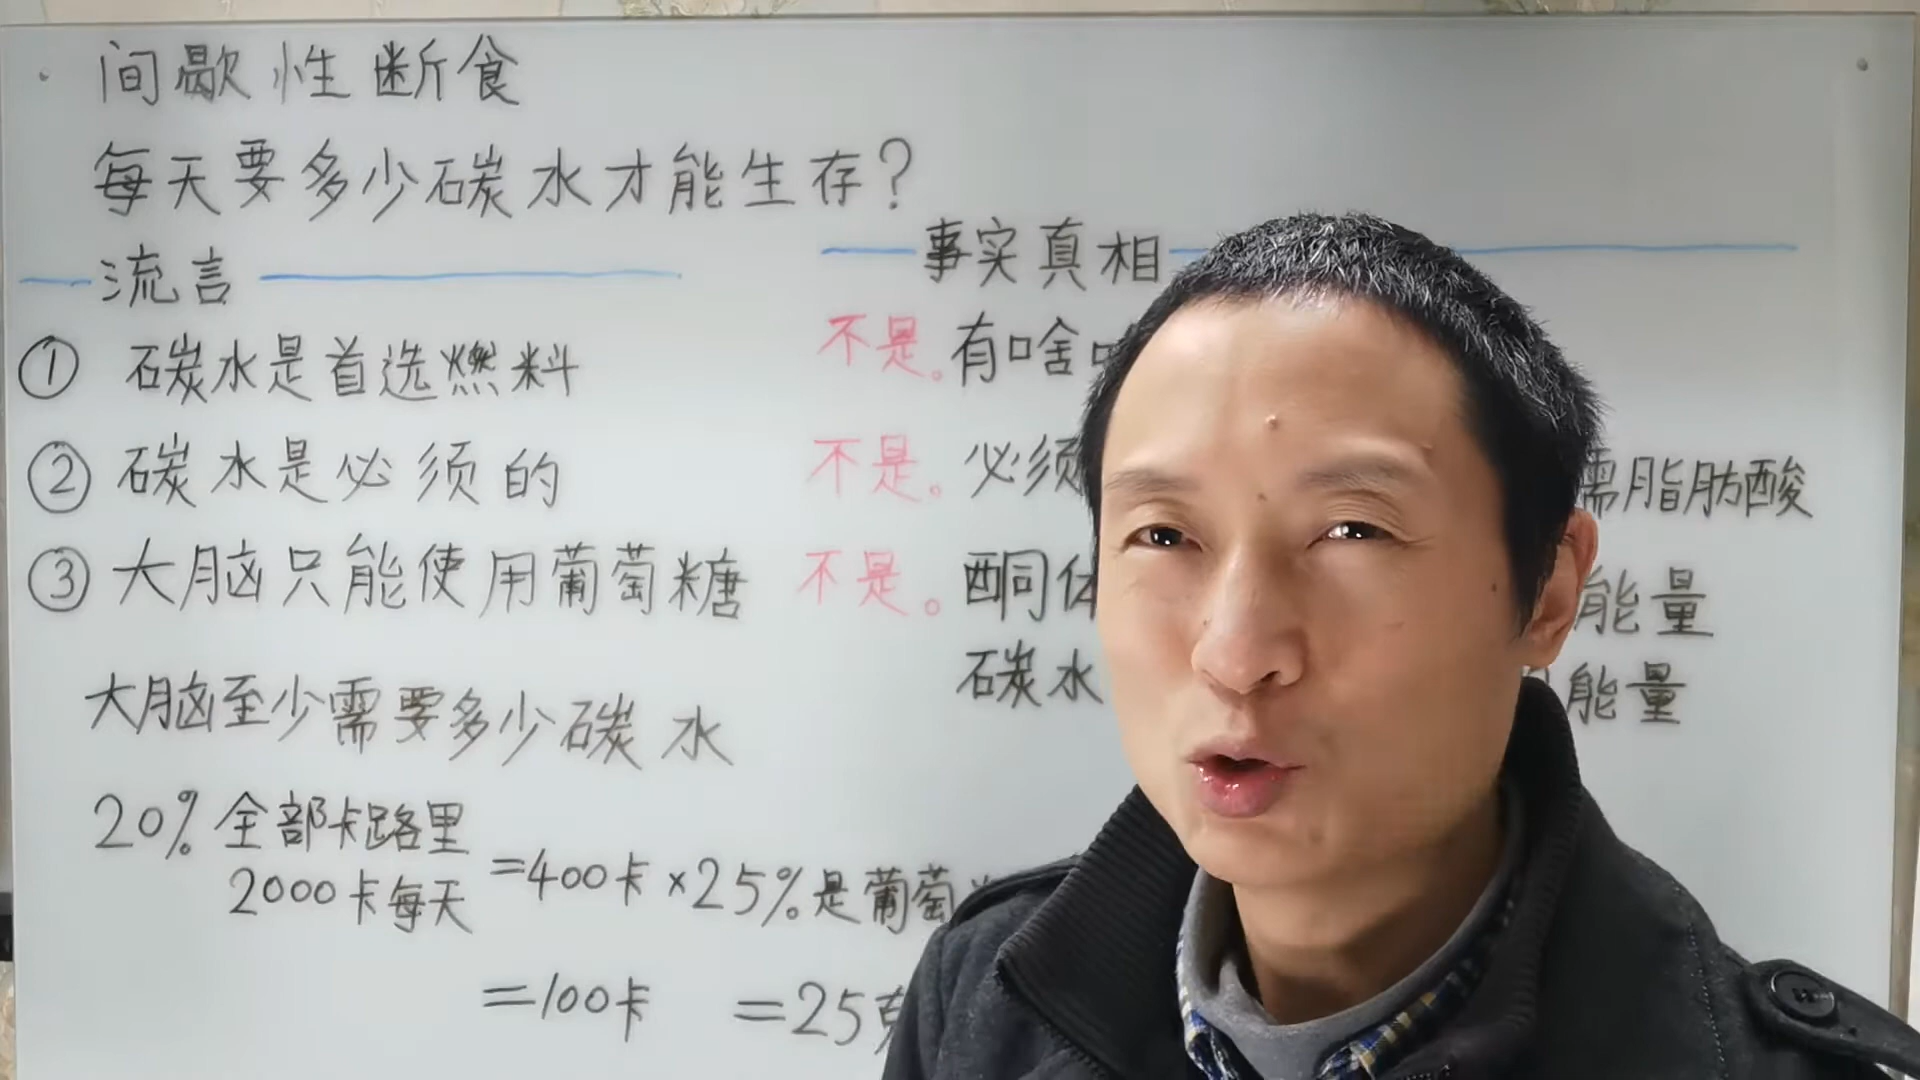 间歇性断食
每天要多少碳水才能生存?
流言
事实真相
① 碳水是首选燃料
不是。有啥
② 碳水是必须的
不是。必须
需脂肪酸
③ 大脑只能使用葡萄糖
不是。酮体
能量
碳水
能量
大脑至少需要多少碳水
20% 全部卡路里
2000卡每天
=400卡×25%是葡萄
=100卡 =25克